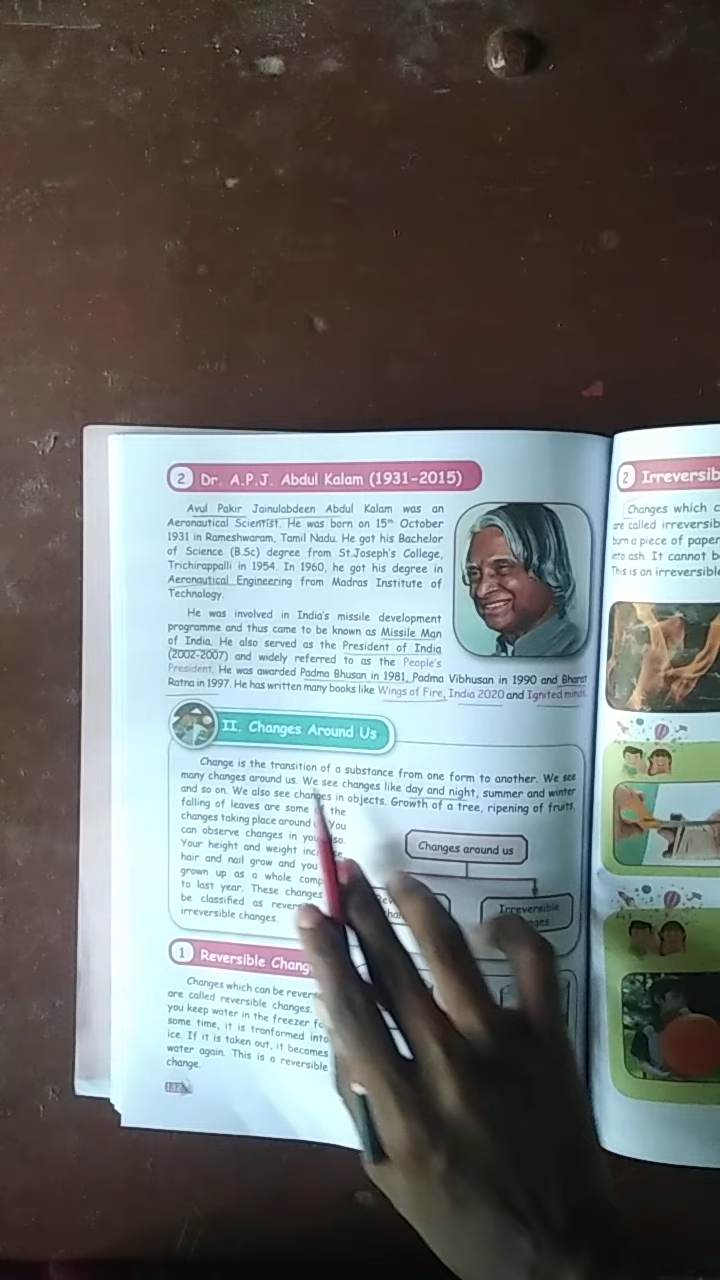 2 Dr. A.P.J. Abdul Kalam (1931-2015)
Avul Pakir Jainulabdeen Abdul Kalam was an
Aeronautical Scientist. He was born on 15th October
1931 in Rameshwaram, Tamil Nadu. He got his Bachelor
of Science (B.Sc) degree from St.Joseph's College,
Trichirappalli in 1954. In 1960, he got his degree in
Aeronautical Engineering from Madras Institute of
Technology.
He was involved in India's missile development
programme and thus came to be known as Missile Man
of India. He also served as the President of India
(2002-2007) and widely referred to as the People's
President. He was awarded Padma Bhusan in 1981, Padma Vibhusan in 1990 and Bharat
Ratna in 1997. He has written many books like Wings of Fire, India 2020 and Ignited minds.
II. Changes Around Us
Change is the transition of a substance from one form to another. We see
many changes around us. We see changes like day and night, summer and winter
and so on. We also see changes in objects. Growth of a tree, ripening of fruits,
falling of leaves are some of the
changes taking place around You
can observe changes in
Your height and weight
hair and nail grow and you
grown up as a whole
to last year. These changes
be classified as
irreversible changes.
Changes around us
Irreversible
1 Reversible
Changes which can be
are called reversible changes.
you keep water in the freezer
some time, it is tranformed into
ice. If it is taken out, it becomes
water again. This is a reversible
change.
132
2
Changes which
are called
burn a piece of paper
into ash. It cannot
This is an irreversible